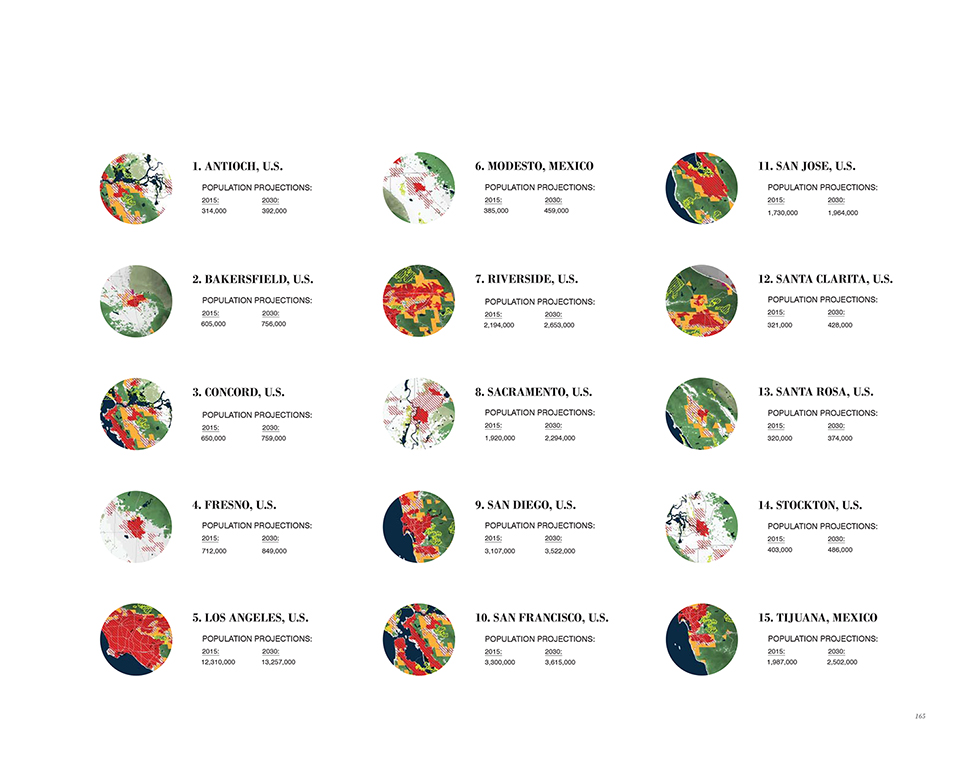 1. ANTIOCH, U.S.
POPULATION PROJECTIONS:
2015: 2030:
314,000 392,000
2. BAKERSFIELD, U.S.
POPULATION PROJECTIONS:
2015: 2030:
605,000 756,000
3. CONCORD, U.S.
POPULATION PROJECTIONS:
2015: 2030:
650,000 759,000
4. FRESNO, U.S.
POPULATION PROJECTIONS:
2015: 2030:
712,000 849,000
5. LOS ANGELES, U.S.
POPULATION PROJECTIONS:
2015: 2030:
12,310,000 13,257,000
6. MODESTO, MEXICO
POPULATION PROJECTIONS:
2015: 2030:
385,000 459,000
7. RIVERSIDE, U.S.
POPULATION PROJECTIONS:
2015: 2030:
2,194,000 2,653,000
8. SACRAMENTO, U.S.
POPULATION PROJECTIONS:
2015: 2030:
1,920,000 2,294,000
9. SAN DIEGO, U.S.
POPULATION PROJECTIONS:
2015: 2030:
3,107,000 3,522,000
10. SAN FRANCISCO, U.S.
POPULATION PROJECTIONS:
2015: 2030:
3,300,000 3,615,000
11. SAN JOSE, U.S.
POPULATION PROJECTIONS:
2015: 2030:
1,730,000 1,964,000
12. SANTA CLARITA, U.S.
POPULATION PROJECTIONS:
2015: 2030:
321,000 428,000
13. SANTA ROSA, U.S.
POPULATION PROJECTIONS:
2015: 2030:
320,000 374,000
14. STOCKTON, U.S.
POPULATION PROJECTIONS:
2015: 2030:
403,000 486,000
15. TIJUANA, MEXICO
POPULATION PROJECTIONS:
2015: 2030:
1,987,000 2,502,000
165